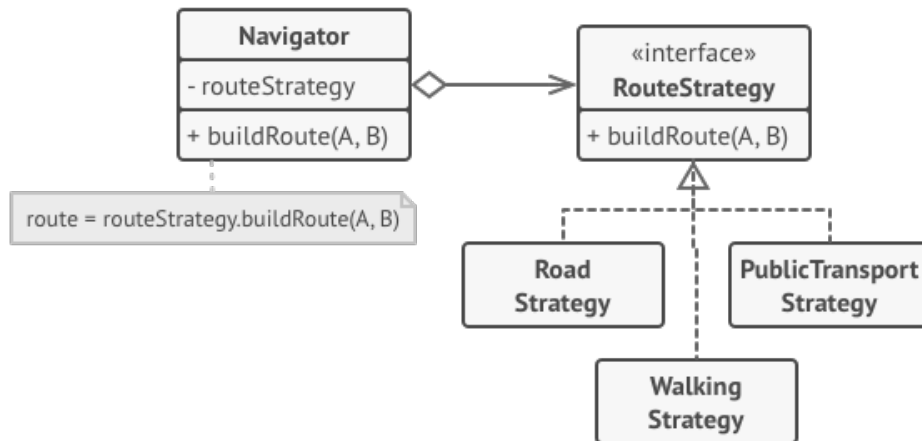 Navigator
- routeStrategy
+ buildRoute(A, B)
route = routeStrategy.buildRoute(A, B)
«interface»
RouteStrategy
+ buildRoute(A, B)
Road
Strategy
PublicTransport
Strategy
Walking
Strategy